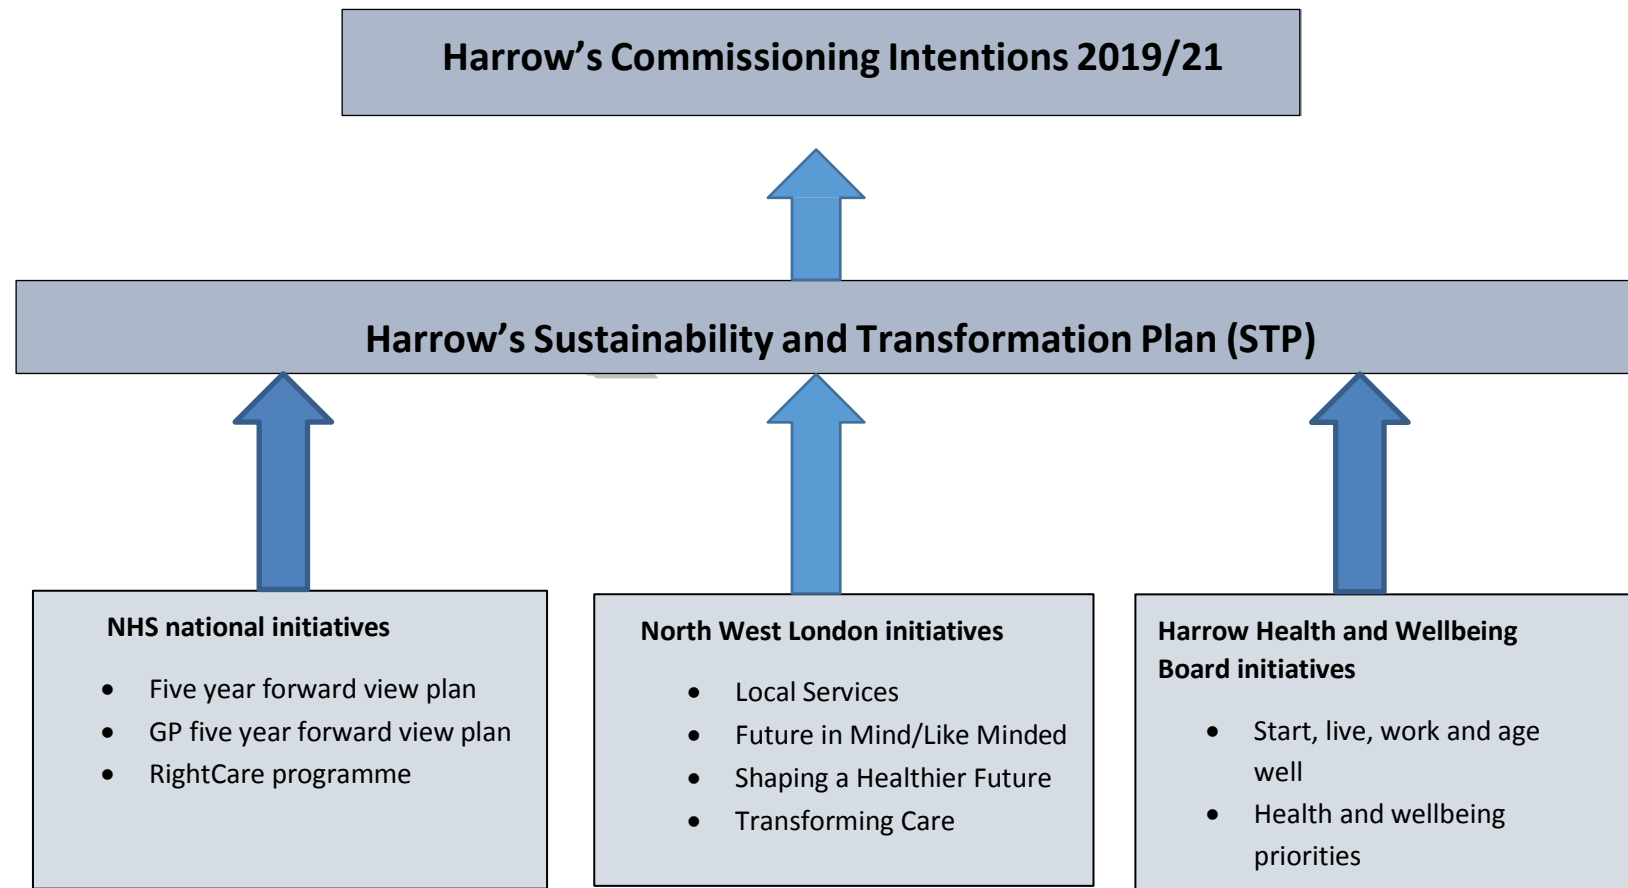 Harrow’s Commissioning Intentions 2019/21
Harrow’s Sustainability and Transformation Plan (STP)
NHS national initiatives
• Five year forward view plan
• GP five year forward view plan
• RightCare programme
North West London initiatives
• Local Services
• Future in Mind/Like Minded
• Shaping a Healthier Future
• Transforming Care
Harrow Health and Wellbeing
Board initiatives
• Start, live, work and age
well
• Health and wellbeing
priorities